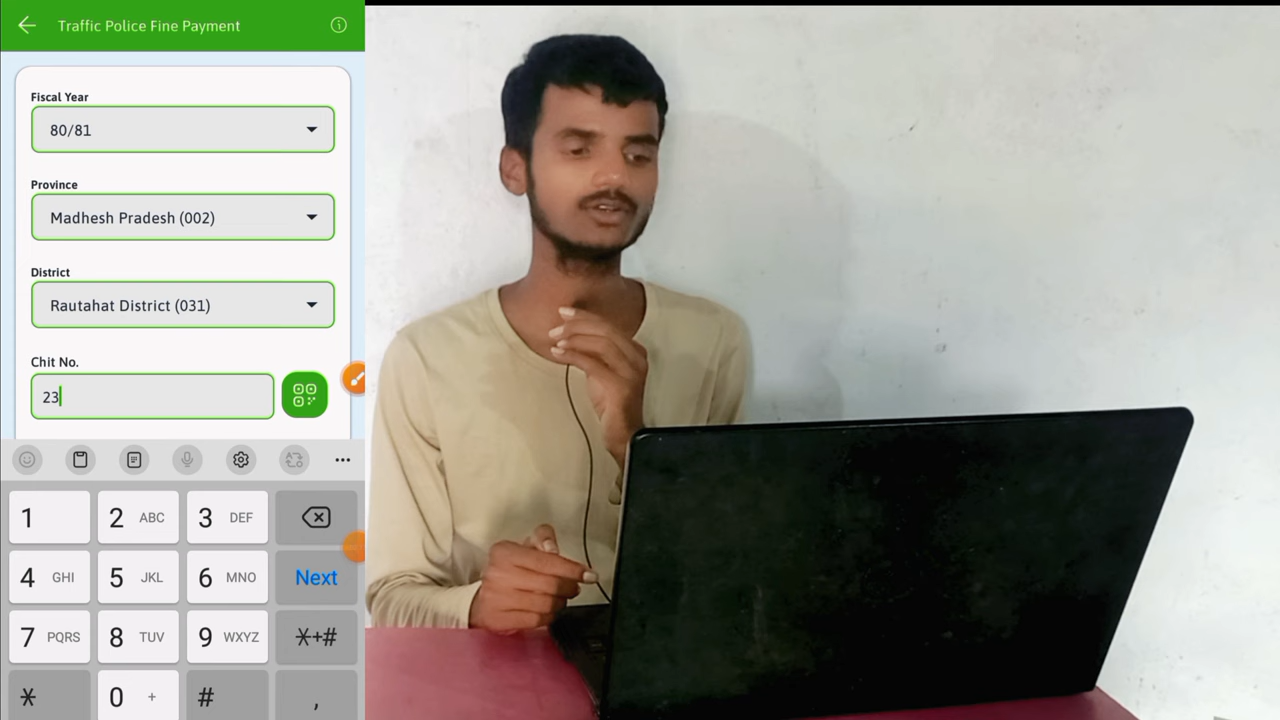 Traffic Police Fine Payment
Fiscal Year
80/81
Province
Madhesh Pradesh (002)
District
Rautahat District (031)
Chit No.
23
1
2 ABC
3 DEF
4 GHI
5 JKL
6 MNO
Next
7 PQRS
8 TUV
9 WXYZ
*+#
*
0 +
#
,